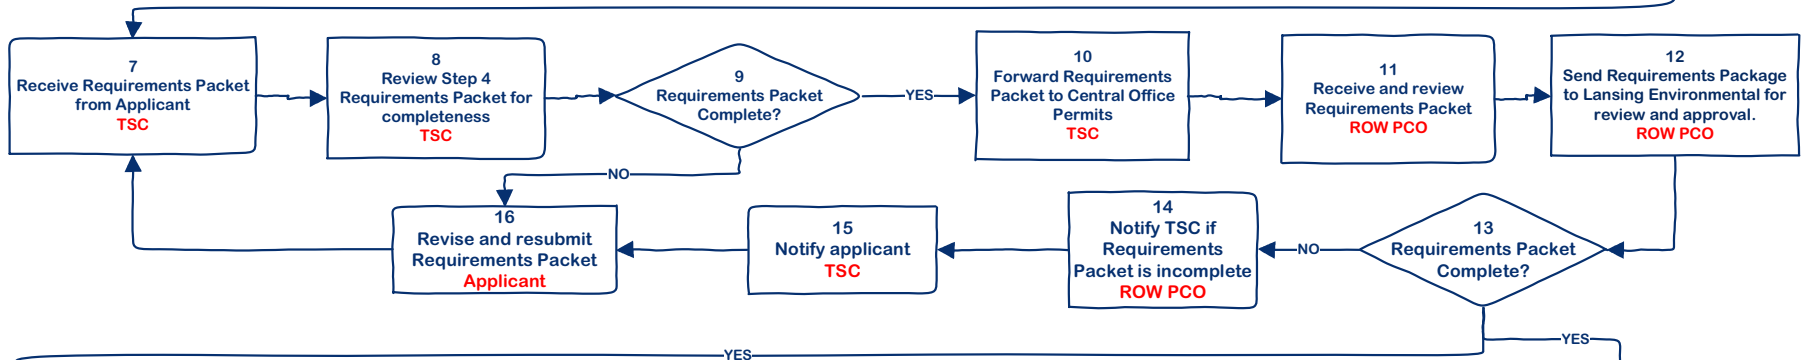 7
Receive Requirements Packet
from Applicant
TSC
8
Review Step 4
Requirements Packet for
completeness
TSC
9
Requirements Packet
Complete?
YES
10
Forward Requirements
Packet to Central Office
Permits
TSC
11
Receive and review
Requirements Packet
ROW PCO
12
Send Requirements Package
to Lansing Environmental for
review and approval.
ROW PCO
NO
16
Revise and resubmit
Requirements Packet
Applicant
15
Notify applicant
TSC
14
Notify TSC if
Requirements
Packet is incomplete
ROW PCO
NO
13
Requirements Packet
Complete?
YES
YES